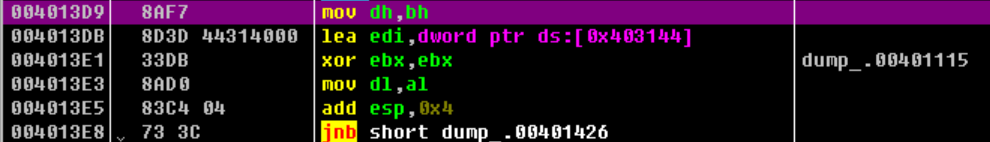 004013D9 8AF7 mov dh,bh
004013DB 8D3D 44314000 lea edi,dword ptr ds:[0x403144]
004013E1 33DB xor ebx,ebx dump_.00401115
004013E3 8AD0 mov dl,al
004013E5 83C4 04 add esp,0x4
004013E8 73 3C jnb short dump_.00401426